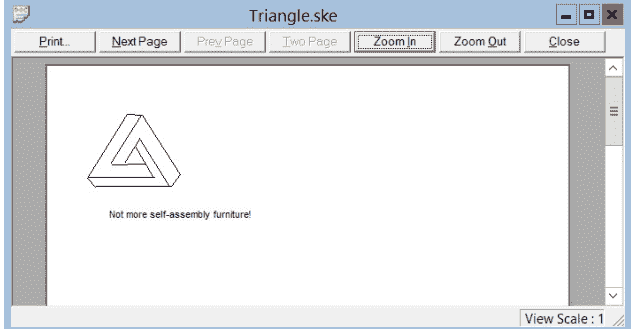 Triangle.ske
Print... Next Page Prev Page Two Page Zoom In Zoom Out Close
Not more self-assembly furniture!
View Scale : 1